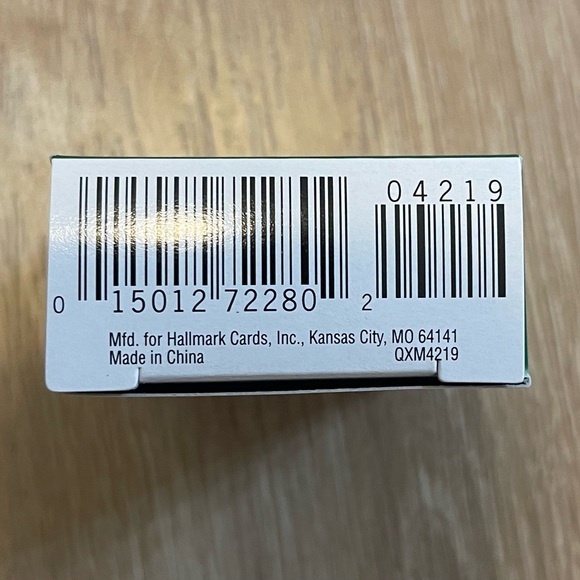 04219
0 15012 72280 2
Mfd. for Hallmark Cards, Inc., Kansas City, MO 64141
Made in China QXM4219